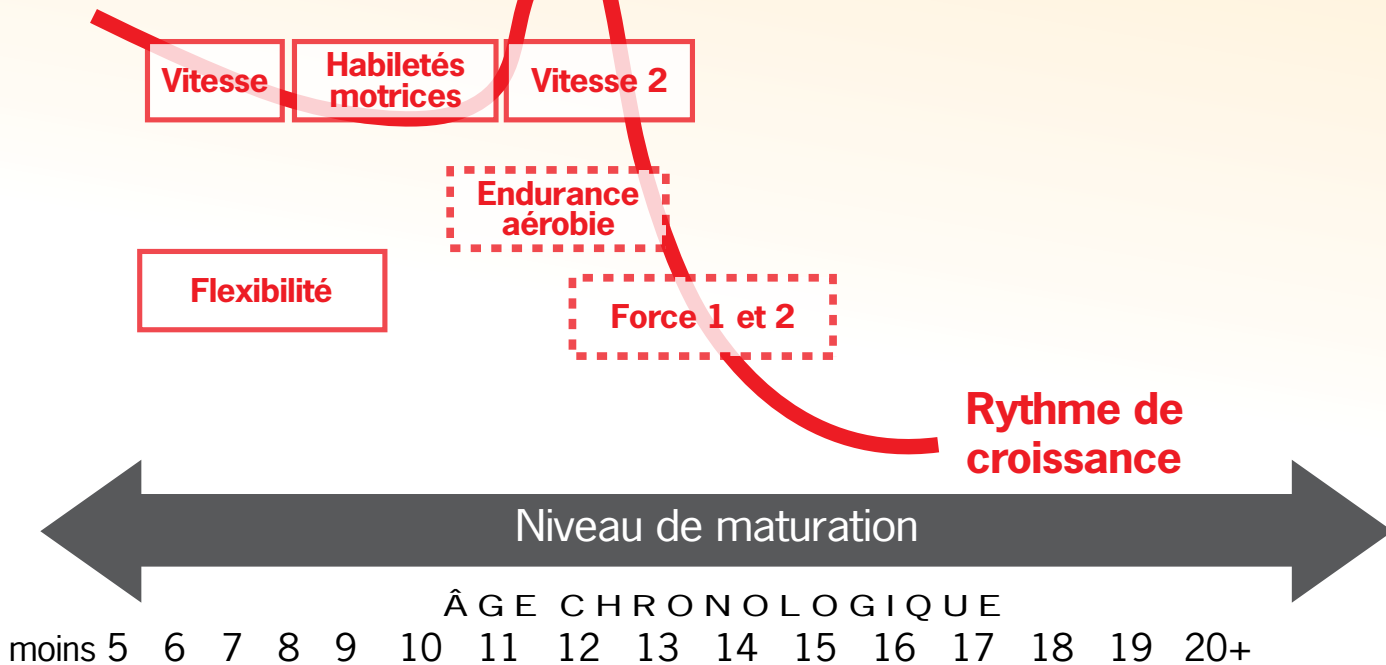 Vitesse
Habiletés
motrices
Vitesse 2
Endurance
aérobie
Flexibilité
Force 1 et 2
Rythme de
croissance
Niveau de maturation
ÂGE CHRONOLOGIQUE
moins 5 6 7 8 9 10 11 12 13 14 15 16 17 18 19 20+